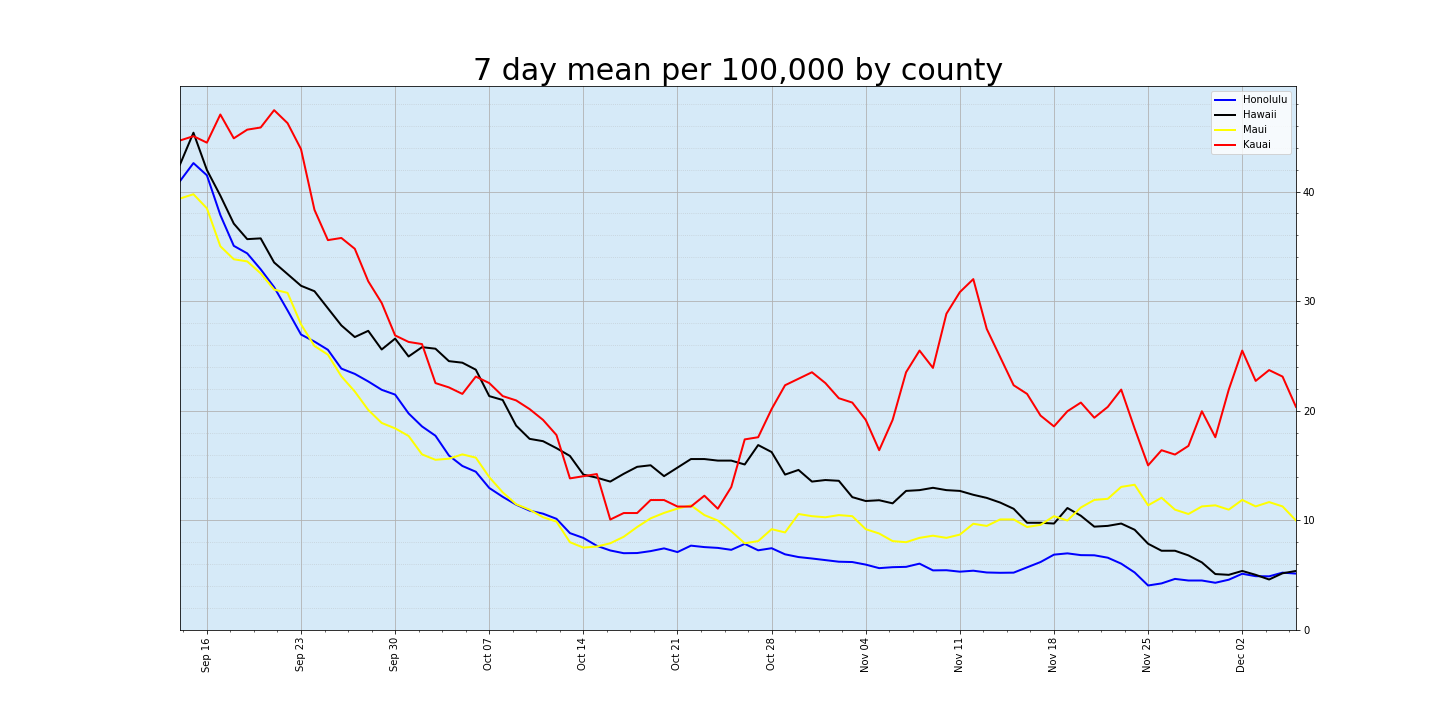 7 day mean per 100,000 by county
Honolulu
Hawaii
Maui
Kauai
40
30
20
10
0
Sep 16
Sep 23
Sep 30
Oct 07
Oct 14
Oct 21
Oct 28
Nov 04
Nov 11
Nov 18
Nov 25
Dec 02